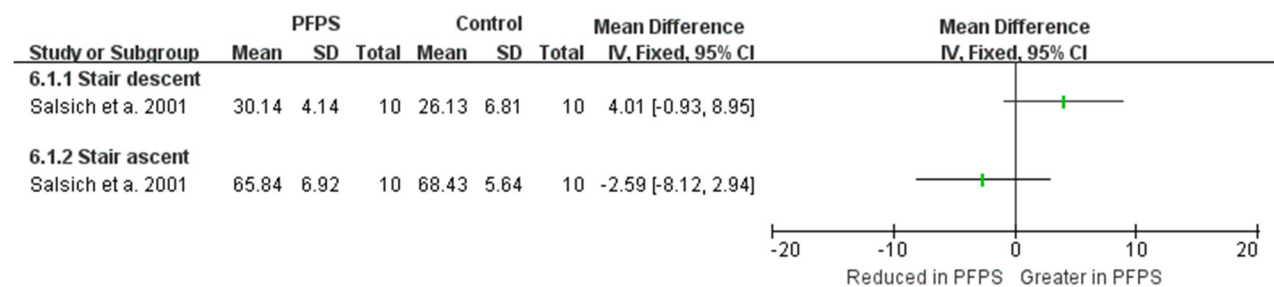 PFPS Control Mean Difference Mean Difference
Study or Subgroup Mean SD Total Mean SD Total IV, Fixed, 95% CI IV, Fixed, 95% CI
6.1.1 Stair descent
Salsich et a. 2001 30.14 4.14 10 26.13 6.81 10 4.01 [-0.93, 8.95]
6.1.2 Stair ascent
Salsich et a. 2001 65.84 6.92 10 68.43 5.64 10 -2.59 [-8.12, 2.94]
-20 -10 0 10 20
Reduced in PFPS Greater in PFPS